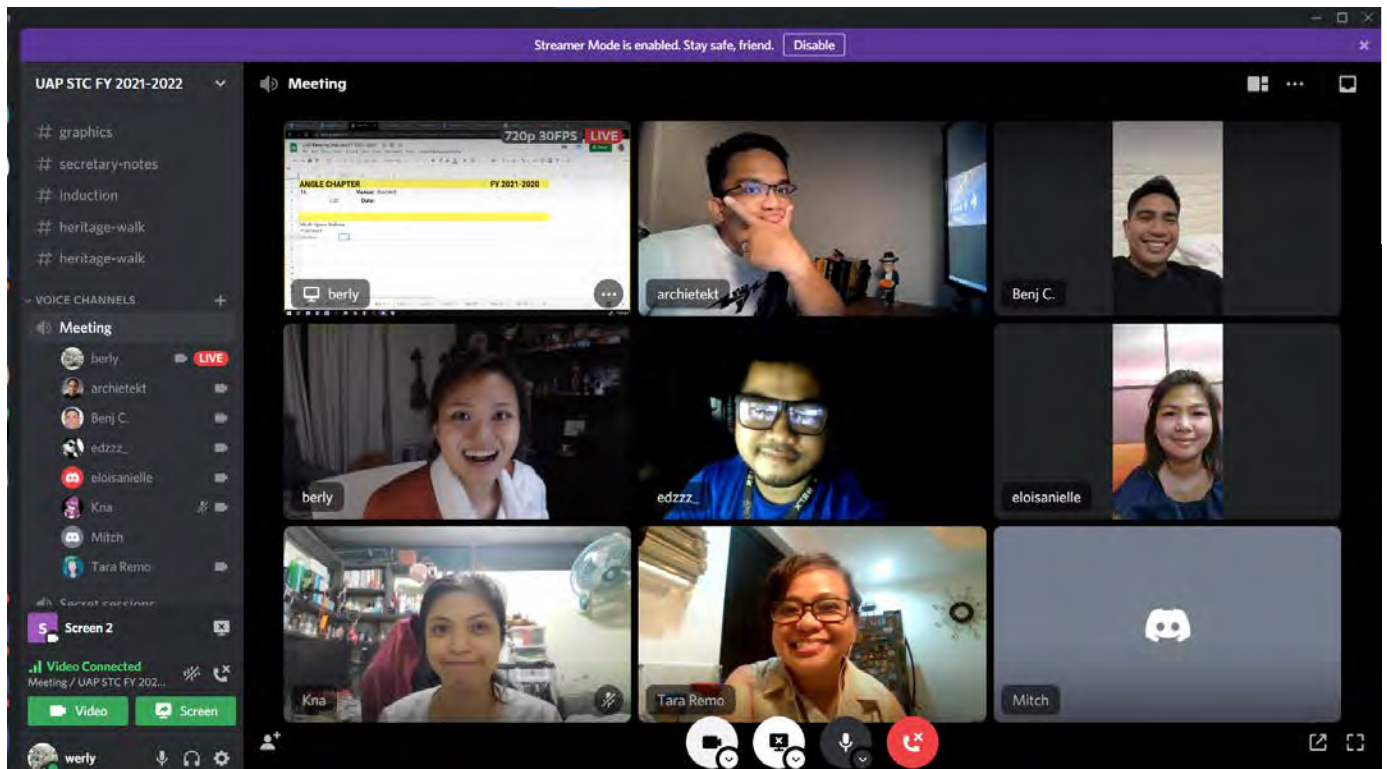 Streamer Mode is enabled. Stay safe, friend. Disable
UAP STC FY 2021-2022
Meeting
# graphics
# secretary-notes
# Induction
# heritage-walk
# heritage-walk
VOICE CHANNELS
Meeting
berly LIVE
archietekt
Benj C.
edzzz_
eloisanielle
Kna
Mitch
Tara Remo
Secret sessions
S Screen 2
Video Connected
Meeting / UAP STC FY 202...
Video Screen
werly
720p 30FPS LIVE
ANGLE CHAPTER FY 2021-2020
Venue:
Date:
berly
archietekt
Benj C.
berly
edzzz_
eloisanielle
Kna
Tara Remo
Mitch